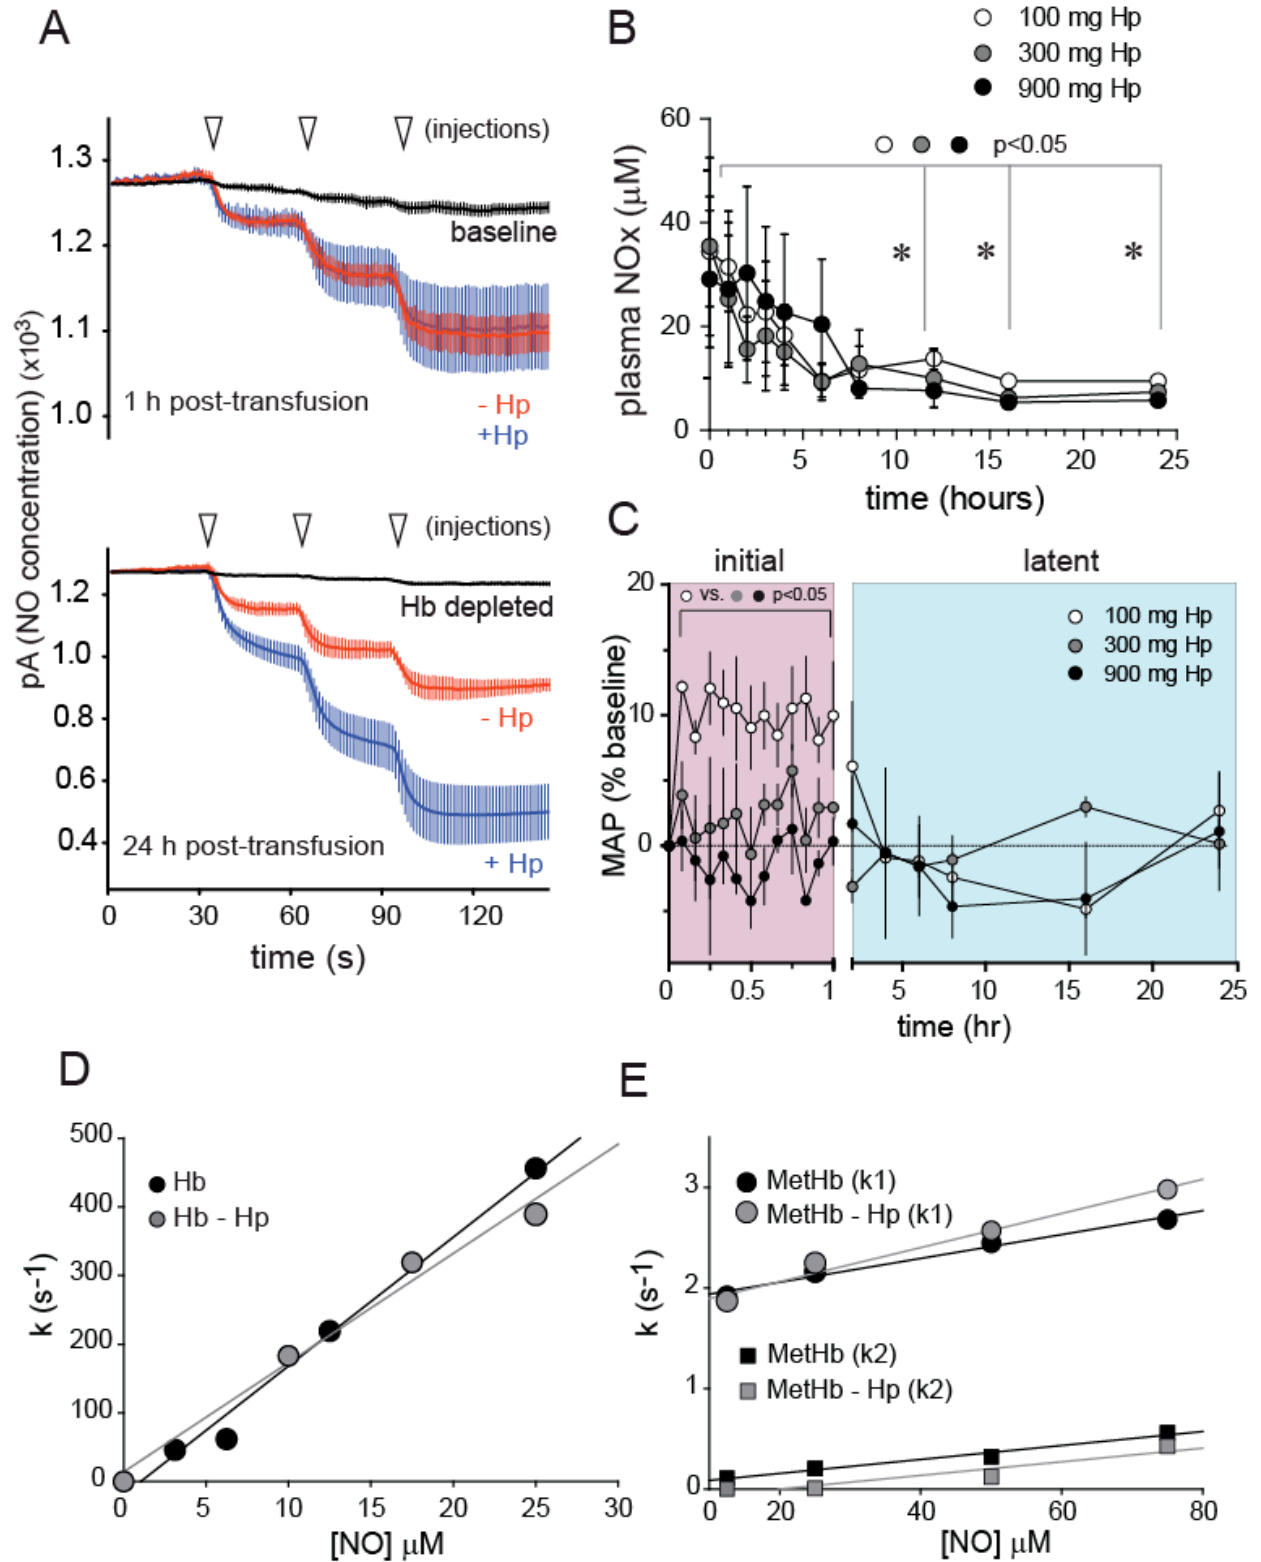 A
(injections)
1.3
1.2
1.1
1.0
baseline
1 h post-transfusion
- Hp
+Hp
pA (NO concentration) (x10³)
(injections)
1.2
1.0
0.8
0.6
0.4
Hb depleted
- Hp
24 h post-transfusion
+ Hp
0 30 60 90 120
time (s)
B
100 mg Hp
300 mg Hp
900 mg Hp
60
40
20
0
p<0.05
* * *
plasma NOx (μM)
0 5 10 15 20 25
time (hours)
C
initial latent
20
10
0
vs. p<0.05
100 mg Hp
300 mg Hp
900 mg Hp
MAP (% baseline)
0 0.5 1 5 10 15 20 25
time (hr)
D
500
400
300
200
100
0
Hb
Hb - Hp
k (s⁻¹)
0 5 10 15 20 25 30
[NO] μM
E
3
2
1
0
MetHb (k1)
MetHb - Hp (k1)
MetHb (k2)
MetHb - Hp (k2)
k (s⁻¹)
0 20 40 60 80
[NO] μM